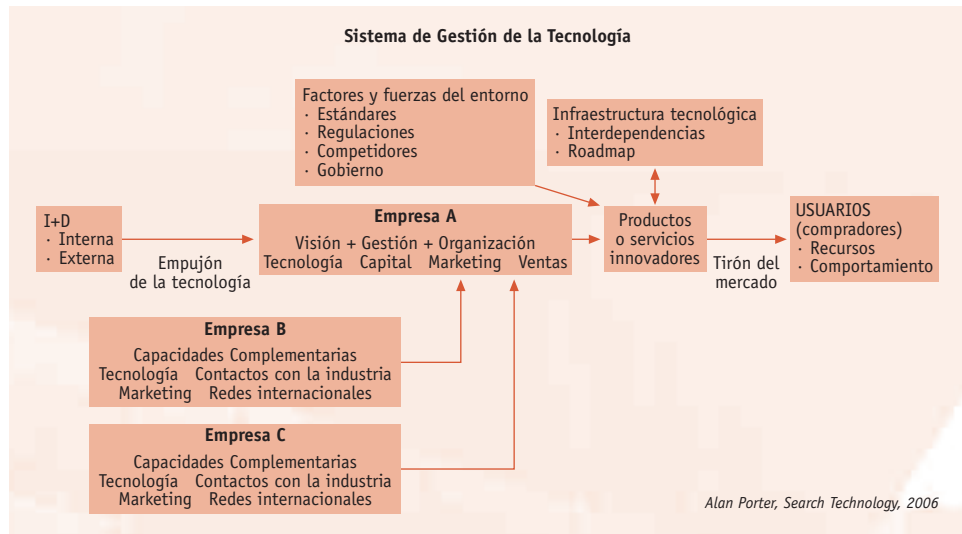 Sistema de Gestión de la Tecnología
Factores y fuerzas del entorno
· Estándares
· Regulaciones
· Competidores
· Gobierno
Infraestructura tecnológica
· Interdependencias
· Roadmap
I+D
· Interna
· Externa
Empujón
de la tecnología
Empresa A
Visión + Gestión + Organización
Tecnología Capital Marketing Ventas
Productos
o servicios
innovadores
Tirón del
mercado
USUARIOS
(compradores)
· Recursos
· Comportamiento
Empresa B
Capacidades Complementarias
Tecnología Contactos con la industria
Marketing Redes internacionales
Empresa C
Capacidades Complementarias
Tecnología Contactos con la industria
Marketing Redes internacionales
Alan Porter, Search Technology, 2006